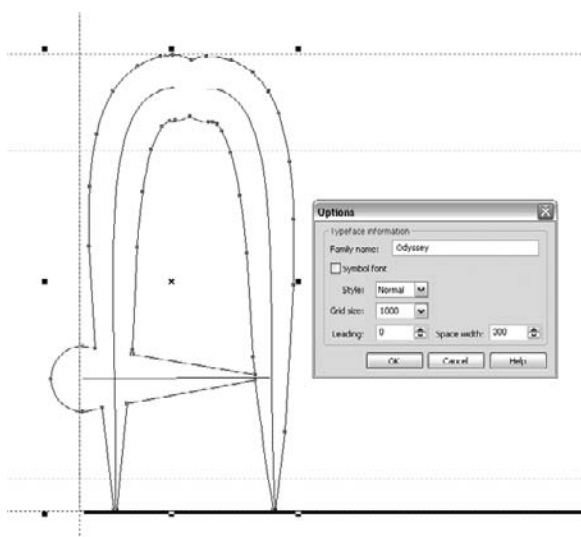 Options
Typeface information
Family name: Odyssey
Symbol font
Style: Normal
Grid size: 1000
Leading: 0 Space width: 300
OK Cancel Help